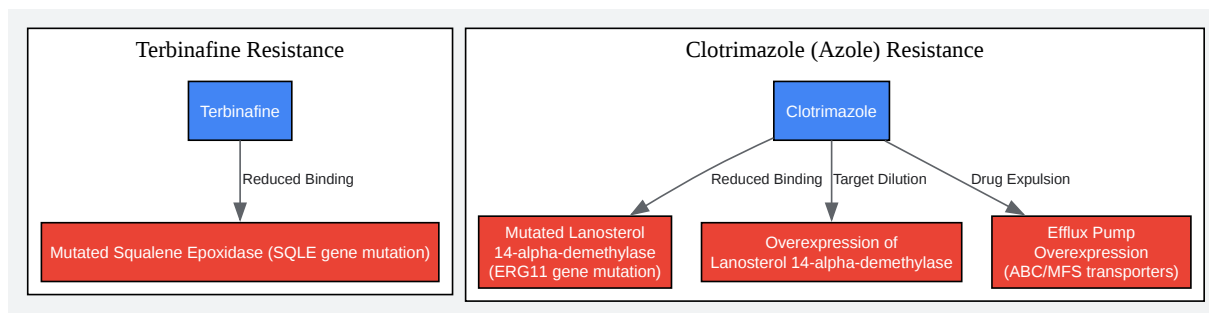 Terbinafine Resistance
Terbinafine
Reduced Binding
Mutated Squalene Epoxidase (SQLE gene mutation)
Clotrimazole (Azole) Resistance
Clotrimazole
Reduced Binding
Target Dilution
Drug Expulsion
Mutated Lanosterol
14-alpha-demethylase
(ERG11 gene mutation)
Overexpression of
Lanosterol 14-alpha-demethylase
Efflux Pump
Overexpression
(ABC/MFS transporters)